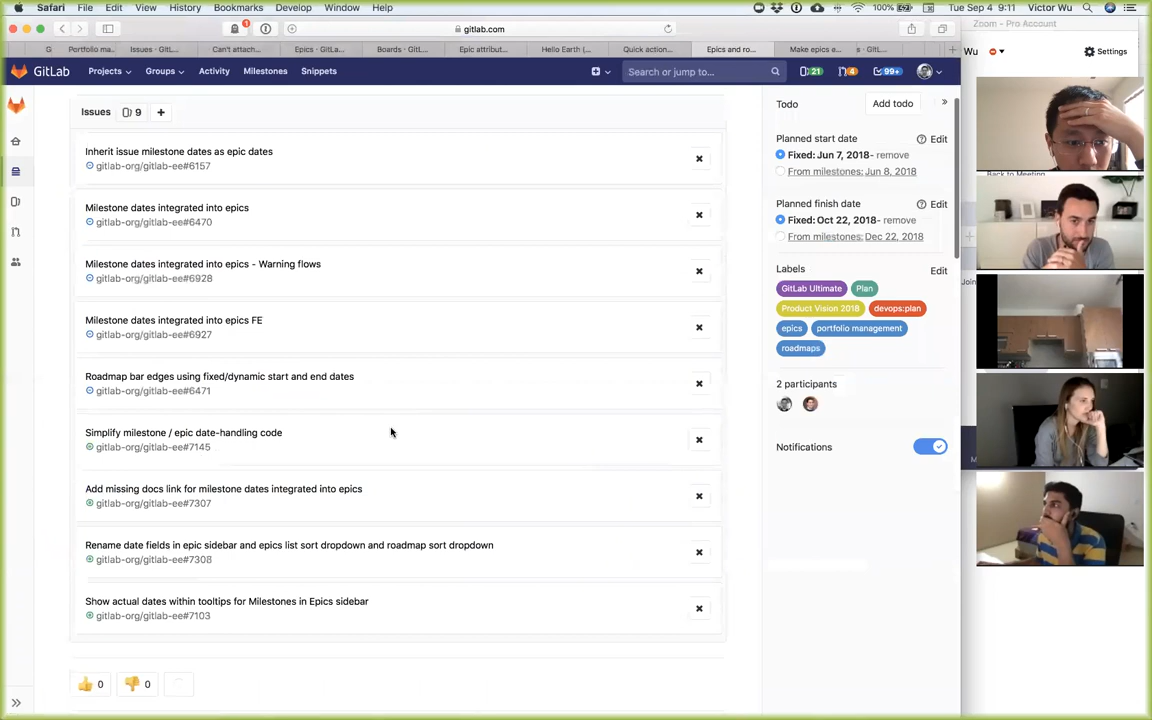 Safari File Edit View History Bookmarks Develop Window Help 100% Tue Sep 4 9:11 Victor Wu
Zoom - Pro Account
1 gitlab.com
G Portfolio ma... Issues · GitL... Can't attach... Epics · GitLa... Boards · GitL... Epic attribut... Hello Earth (... Quick action... Epics and ro... Make epics e... s · GitL...
Wu Settings
GitLab Projects Groups Activity Milestones Snippets Search or jump to... 21 4 99+
Issues 9 +
Todo Add todo »
Inherit issue milestone dates as epic dates
gitlab-org/gitlab-ee#6157
Milestone dates integrated into epics
gitlab-org/gitlab-ee#6470
Milestone dates integrated into epics - Warning flows
gitlab-org/gitlab-ee#6928
Milestone dates integrated into epics FE
gitlab-org/gitlab-ee#6927
Roadmap bar edges using fixed/dynamic start and end dates
gitlab-org/gitlab-ee#6471
Simplify milestone / epic date-handling code
gitlab-org/gitlab-ee#7145
Add missing docs link for milestone dates integrated into epics
gitlab-org/gitlab-ee#7307
Rename date fields in epic sidebar and epics list sort dropdown and roadmap sort dropdown
gitlab-org/gitlab-ee#7308
Show actual dates within tooltips for Milestones in Epics sidebar
gitlab-org/gitlab-ee#7103
0 0
Planned start date Edit
Fixed: Jun 7, 2018- remove
From milestones: Jun 8, 2018
Planned finish date Edit
Fixed: Oct 22, 2018- remove
From milestones: Dec 22, 2018
Labels Edit
GitLab Ultimate Plan
Product Vision 2018 devops:plan
epics portfolio management
roadmaps
2 participants
Notifications
Back to Meeting
Join
M